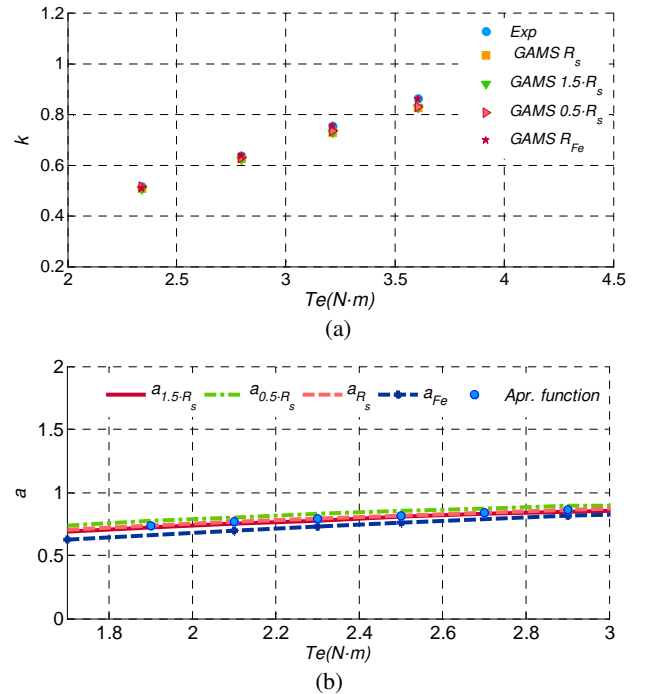 1.2
1
0.8
0.6
0.4
0.2
k
Exp
GAMS R_s
GAMS 1.5·R_s
GAMS 0.5·R_s
GAMS R_Fe
2 2.5 3 3.5 4 4.5
Te(N·m)
(a)
2
1.5
1
0.5
0
a
a_1.5·R_s a_0.5·R_s a_R_s a_Fe Apr. function
1.8 2 2.2 2.4 2.6 2.8 3
Te(N·m)
(b)